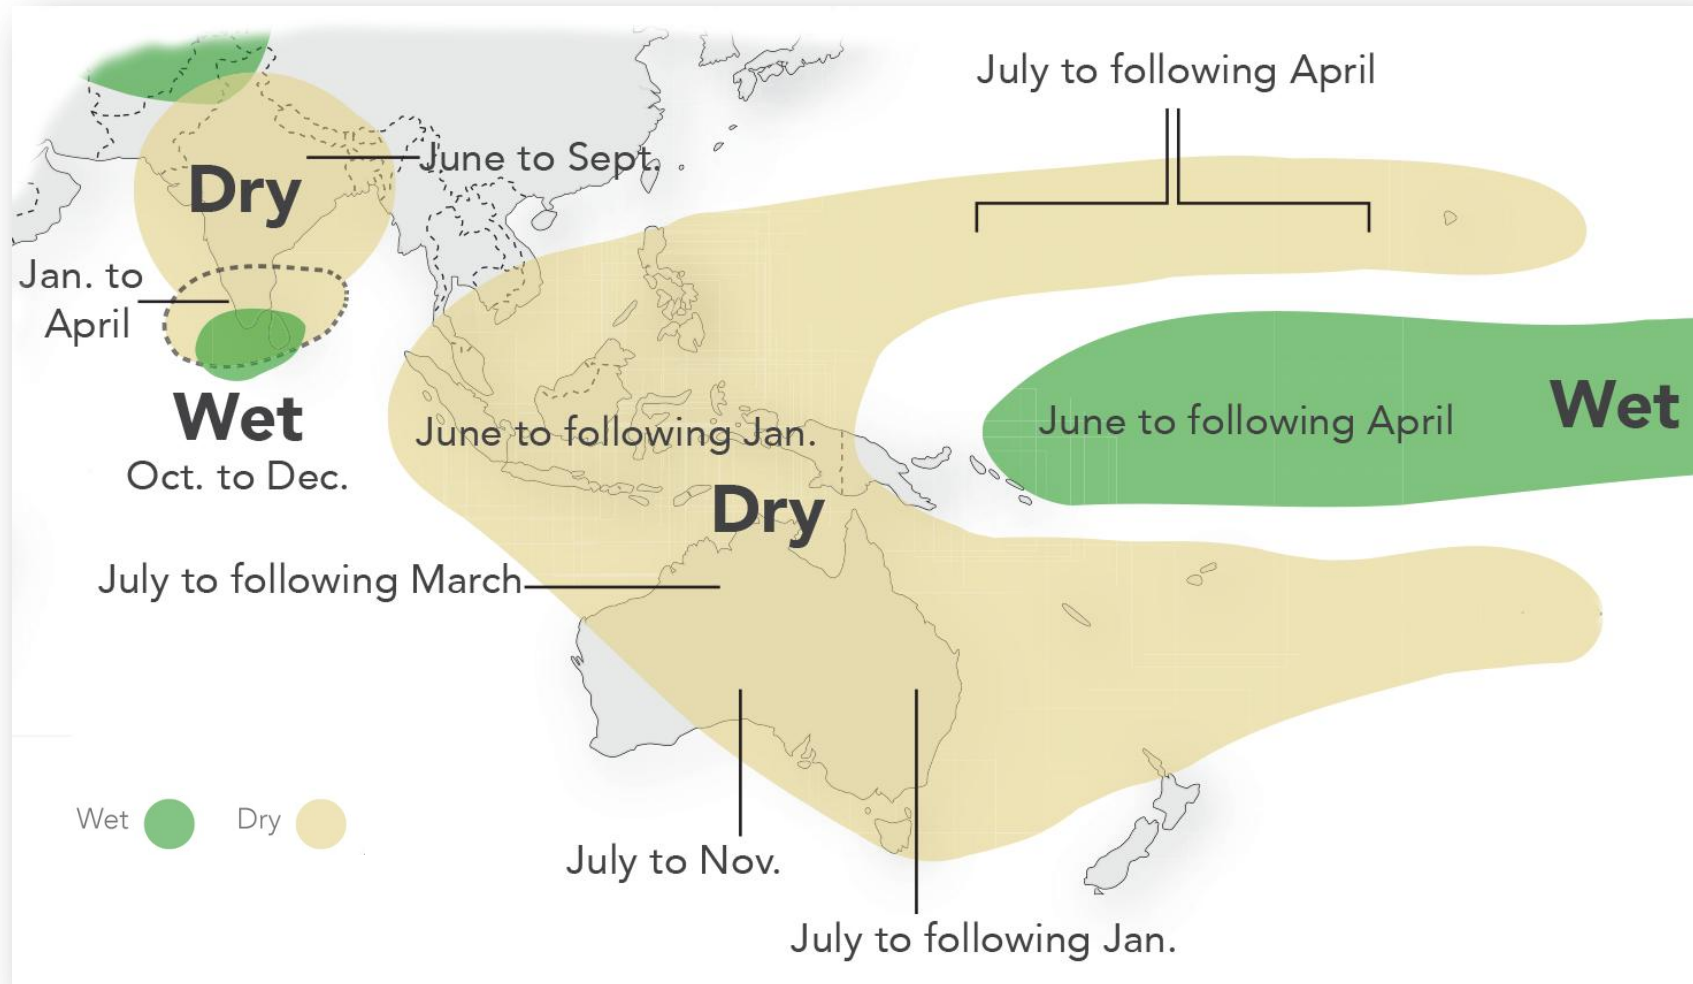 July to following April
June to Sept.
Dry
Jan. to
April
Wet
Oct. to Dec.
June to following Jan.
Dry
June to following April
Wet
July to following March
Wet
Dry
July to Nov.
July to following Jan.